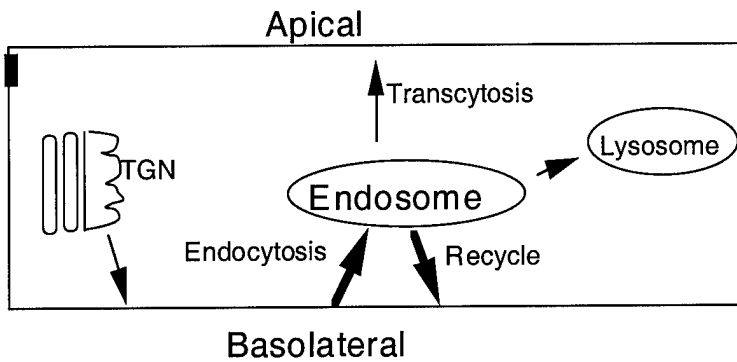 Apical
Transcytosis
Lysosome
TGN
Endosome
Endocytosis
Recycle
Basolateral